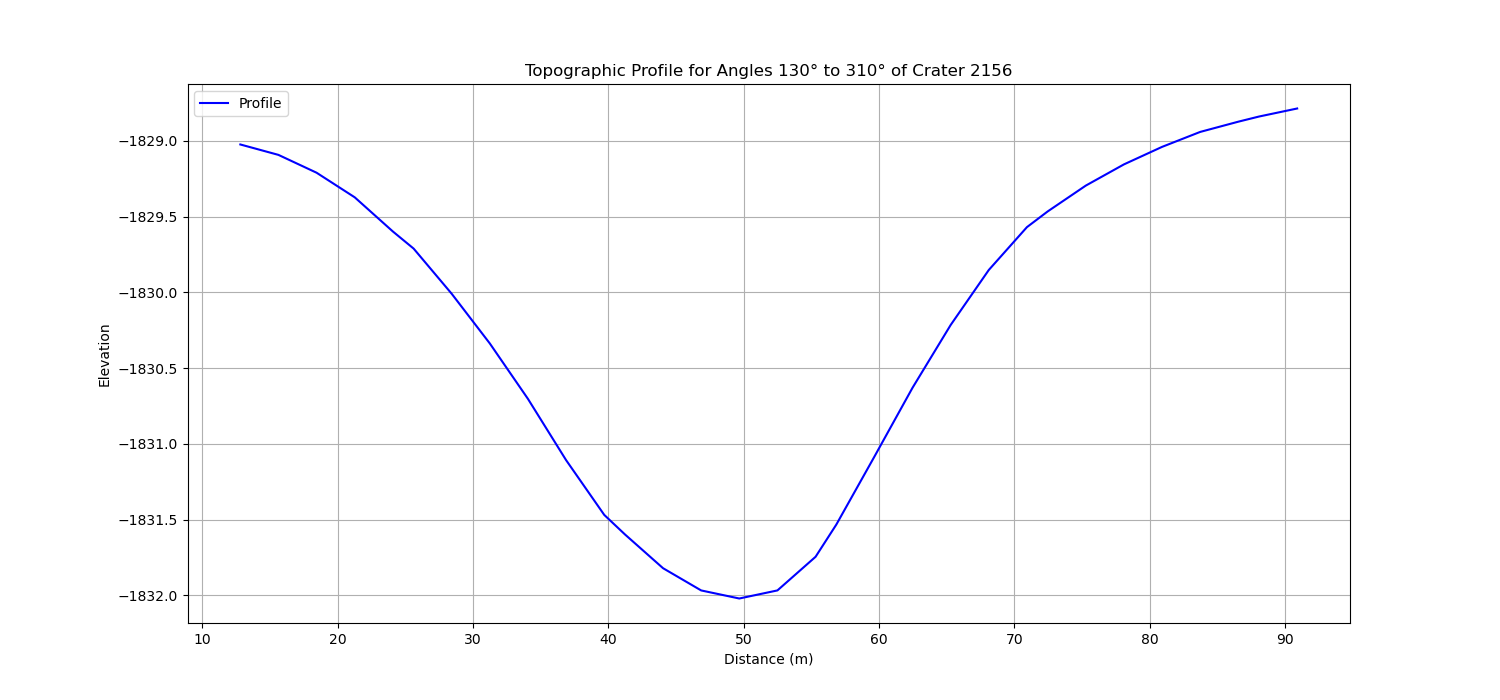 Topographic Profile for Angles 130° to 310° of Crater 2156
Profile
−1829.0
−1829.5
−1830.0
−1830.5
−1831.0
−1831.5
−1832.0
Elevation
10 20 30 40 50 60 70 80 90
Distance (m)